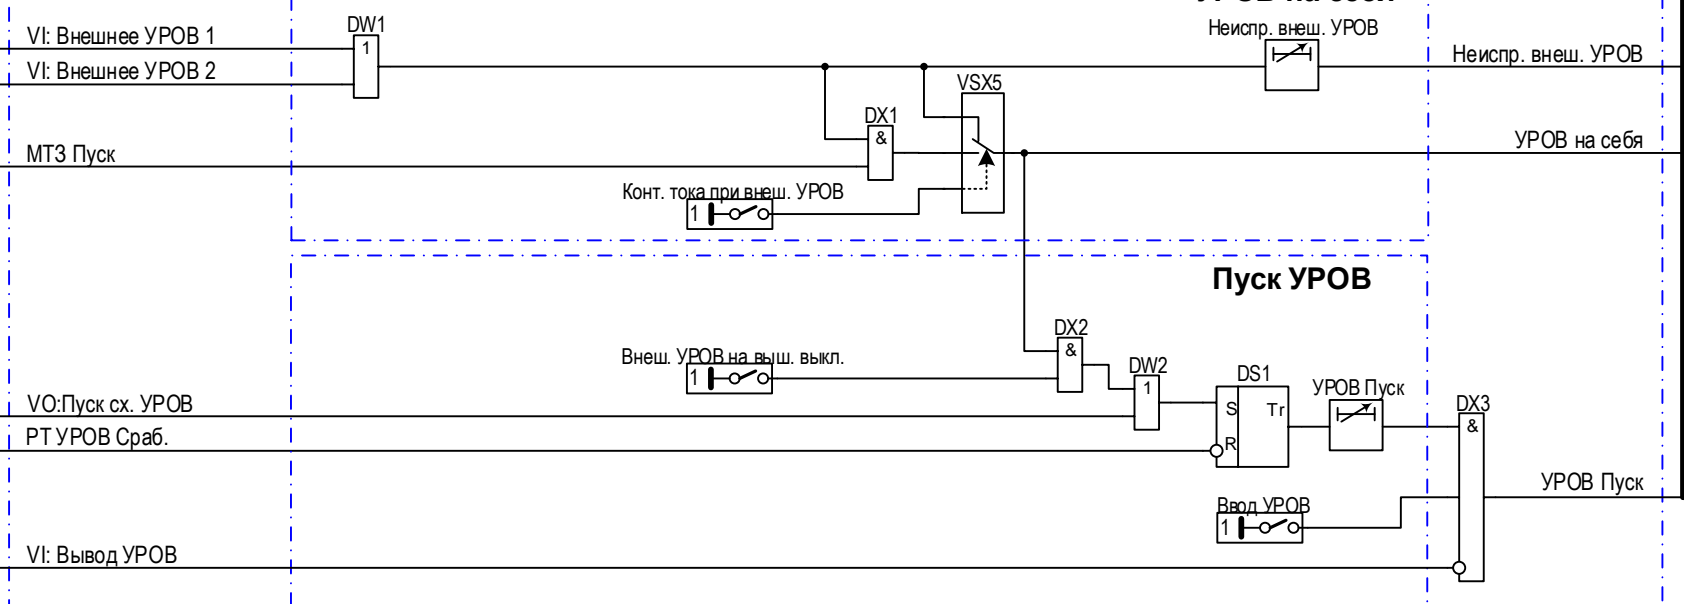 УРОВ на себя
DW1
Неиспр. внеш. УРОВ
VI: Внешнее УРОВ 1
1
Неиспр. внеш. УРОВ
VI: Внешнее УРОВ 2
VSX5
DX1
&
УРОВ на себя
МТЗ Пуск
Конт. тока при внеш. УРОВ
1
Пуск УРОВ
DX2
&
Внеш. УРОВ на выш. выкл.
1
DW2
1
DS1
УРОВ Пуск
VO:Пуск сх. УРОВ
S
Tr
DX3
&
РТ УРОВ Сраб.
R
УРОВ Пуск
Ввод УРОВ
1
VI: Вывод УРОВ